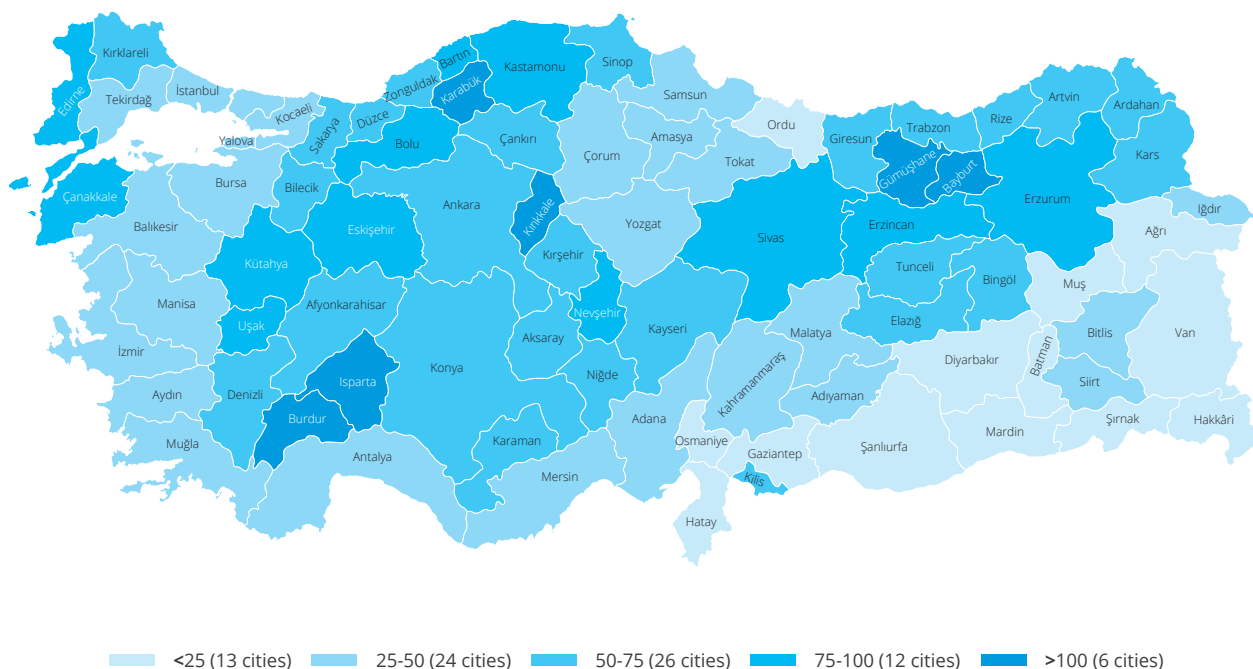 Kırklareli
Edirne
Tekirdağ
İstanbul
Kocaeli
Yalova
Sakarya
Düzce
Zonguldak
Bartın
Karabük
Kastamonu
Sinop
Samsun
Ordu
Giresun
Trabzon
Rize
Artvin
Ardahan
Kars
Gümüşhane
Bayburt
Erzurum
Iğdır
Ağrı
Çanakkale
Balıkesir
Bursa
Bilecik
Bolu
Çankırı
Çorum
Amasya
Tokat
Ankara
Kırıkkale
Yozgat
Sivas
Erzincan
Eskişehir
Kütahya
Kırşehir
Tunceli
Bingöl
Muş
Manisa
Uşak
Afyonkarahisar
Nevşehir
Kayseri
Malatya
Elazığ
Bitlis
Van
İzmir
Aksaray
Konya
Niğde
Kahramanmaraş
Diyarbakır
Batman
Siirt
Aydın
Denizli
Isparta
Burdur
Adıyaman
Muğla
Antalya
Karaman
Mersin
Adana
Osmaniye
Gaziantep
Kilis
Şanlıurfa
Mardin
Şırnak
Hakkâri
Hatay
<25 (13 cities) 25-50 (24 cities) 50-75 (26 cities) 75-100 (12 cities) >100 (6 cities)